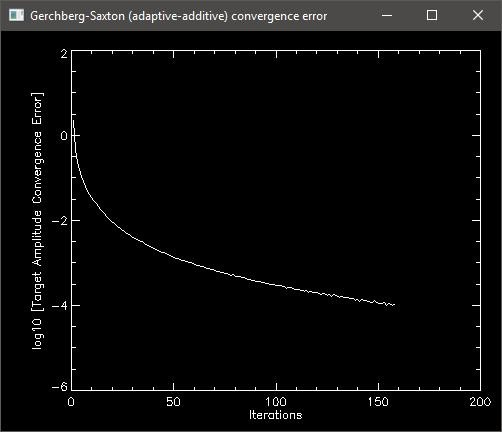 Gerchberg-Saxton (adaptive-additive) convergence error
2
0
-2
-4
-6
log10 [Target Amplitude Convergence Error]
0 50 100 150 200
Iterations